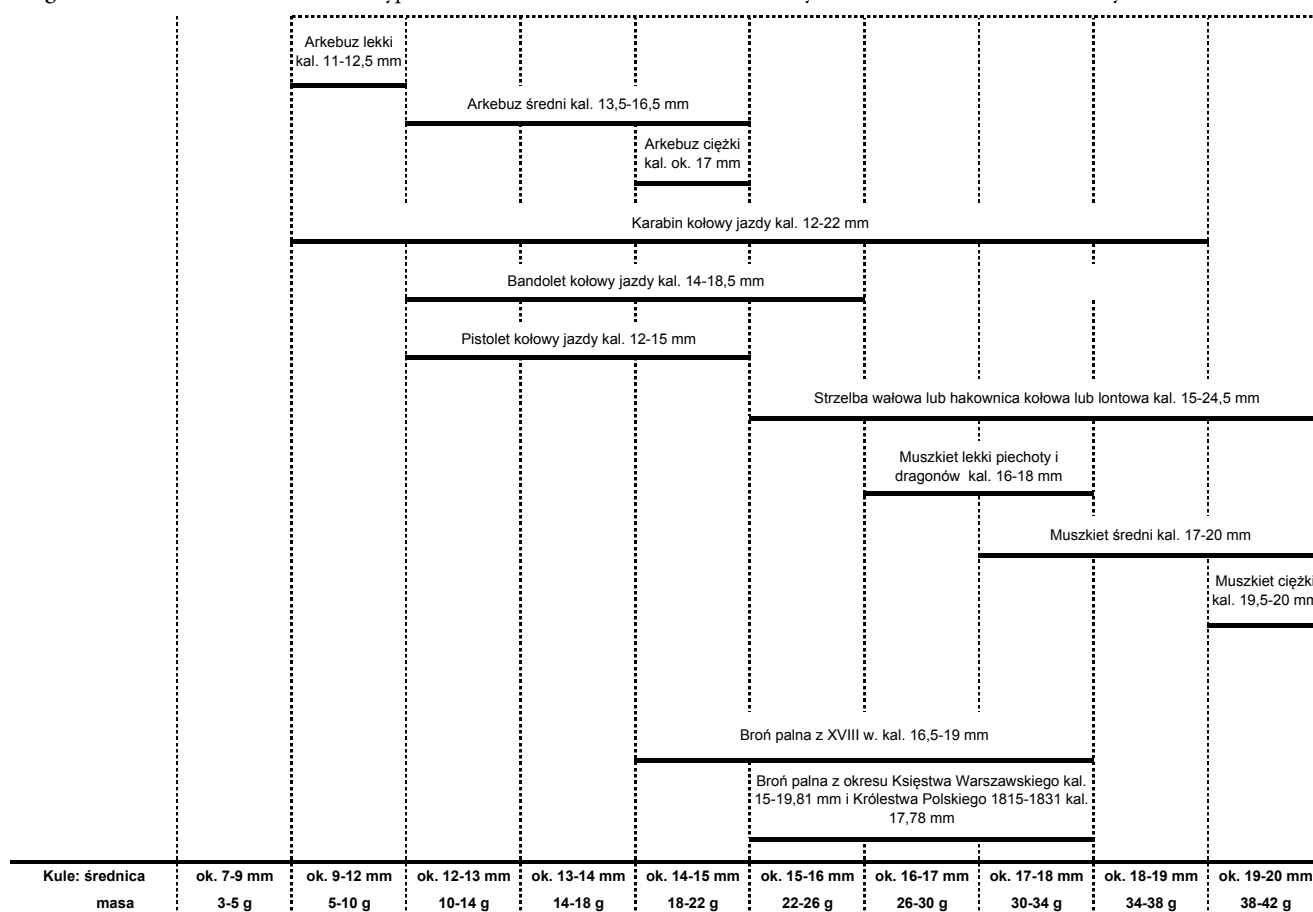 Arkebuz lekki
kal. 11-12,5 mm
Arkebuz średni kal. 13,5-16,5 mm
Arkebuz ciężki
kal. ok. 17 mm
Karabin kołowy jazdy kal. 12-22 mm
Bandolet kołowy jazdy kal. 14-18,5 mm
Pistolet kołowy jazdy kal. 12-15 mm
Strzelba wałowa lub hakownica kołowa lub lontowa kal. 15-24,5 mm
Muszkiet lekki piechoty i
dragonów kal. 16-18 mm
Muszkiet średni kal. 17-20 mm
Muszkiet ciężki
kal. 19,5-20 mm
Broń palna z XVIII w. kal. 16,5-19 mm
Broń palna z okresu Księstwa Warszawskiego kal.
15-19,81 mm i Królestwa Polskiego 1815-1831 kal.
17,78 mm
Kule: średnica ok. 7-9 mm ok. 9-12 mm ok. 12-13 mm ok. 13-14 mm ok. 14-15 mm ok. 15-16 mm ok. 16-17 mm ok. 17-18 mm ok. 18-19 mm ok. 19-20 mm
masa 3-5 g 5-10 g 10-14 g 14-18 g 18-22 g 22-26 g 26-30 g 30-34 g 34-38 g 38-42 g